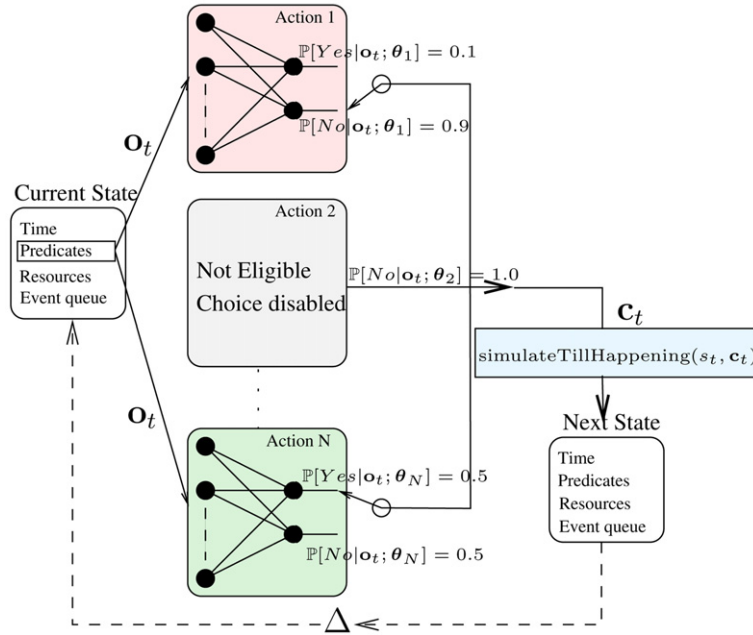 Action 1
ℙ[Yes|o_t; θ_1] = 0.1
ℙ[No|o_t; θ_1] = 0.9
o_t
Current State
Time
Predicates
Resources
Event queue
Action 2
Not Eligible
Choice disabled
ℙ[No|o_t; θ_2] = 1.0
c_t
simulateTillHappening(s_t, c_t)
o_t
Action N
ℙ[Yes|o_t; θ_N] = 0.5
ℙ[No|o_t; θ_N] = 0.5
Next State
Time
Predicates
Resources
Event queue
Δ